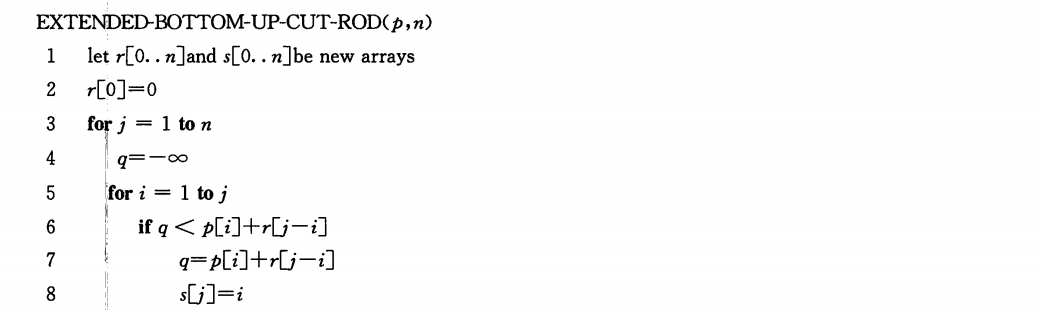 EXTENDED-BOTTOM-UP-CUT-ROD(p,n)
1 let r[0..n]and s[0..n]be new arrays
2 r[0]=0
3 for j = 1 to n
4 q=-∞
5 for i = 1 to j
6 if q < p[i]+r[j-i]
7 q=p[i]+r[j-i]
8 s[j]=i